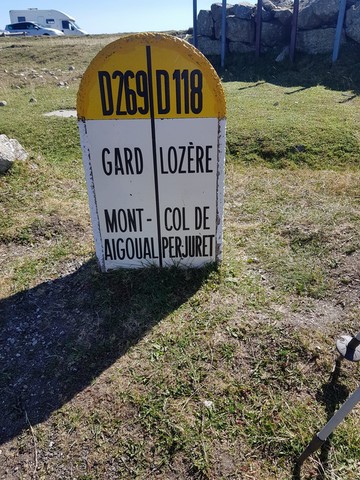 D269 D118
GARD LOZÈRE
MONT- COL DE
AIGOUAL PERJURET